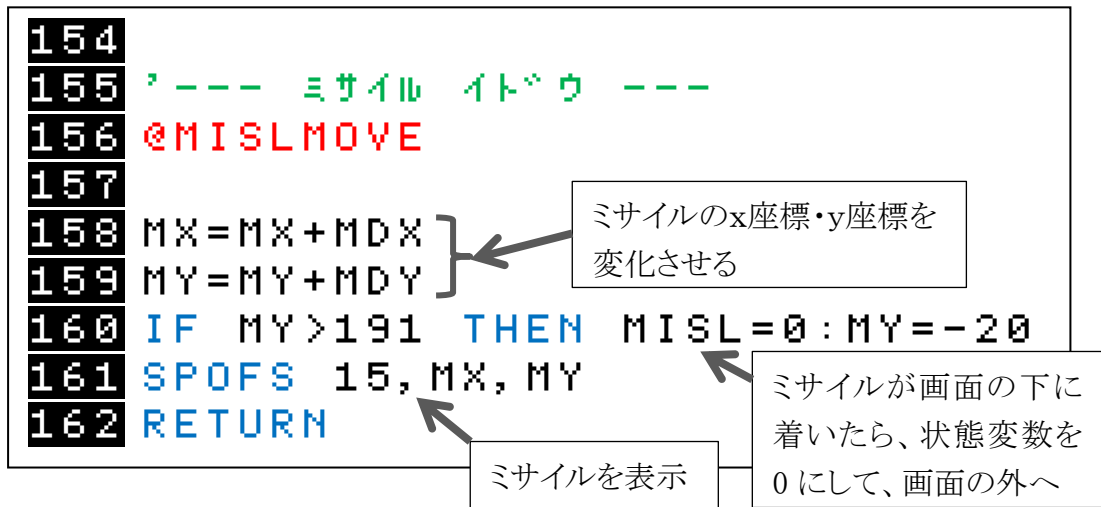 154
155 '--- ミサイル イドウ ---
156 @MISLMOVE
157
158 MX=MX+MDX
159 MY=MY+MDY
ミサイルのx座標・y座標を
変化させる
160 IF MY>191 THEN MISL=0:MY=-20
161 SPOFS 15,MX,MY
162 RETURN
ミサイルを表示
ミサイルが画面の下に
着いたら、状態変数を
0にして、画面の外へ